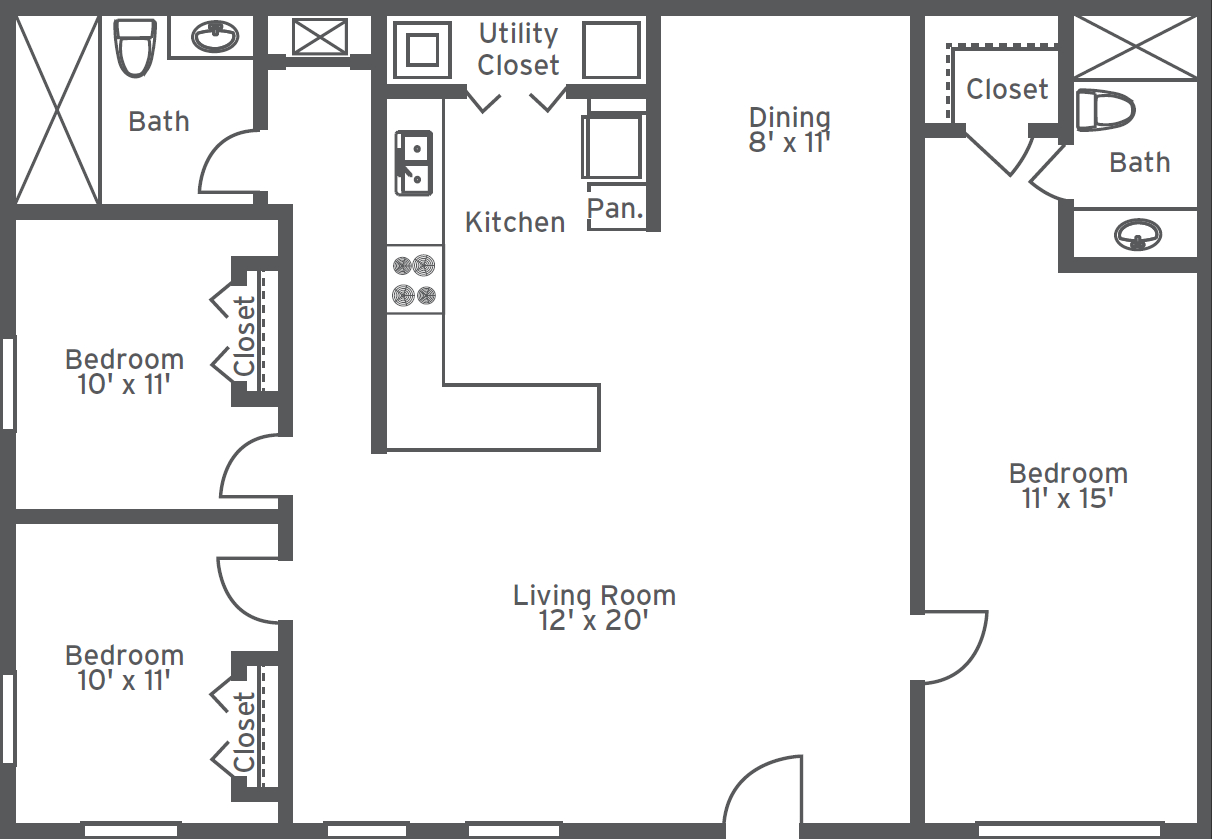 Utility
Closet
Bath
Dining
8' x 11'
Closet
Bath
Kitchen
Pan.
Closet
Bedroom
10' x 11'
Bedroom
11' x 15'
Living Room
12' x 20'
Bedroom
10' x 11'
Closet